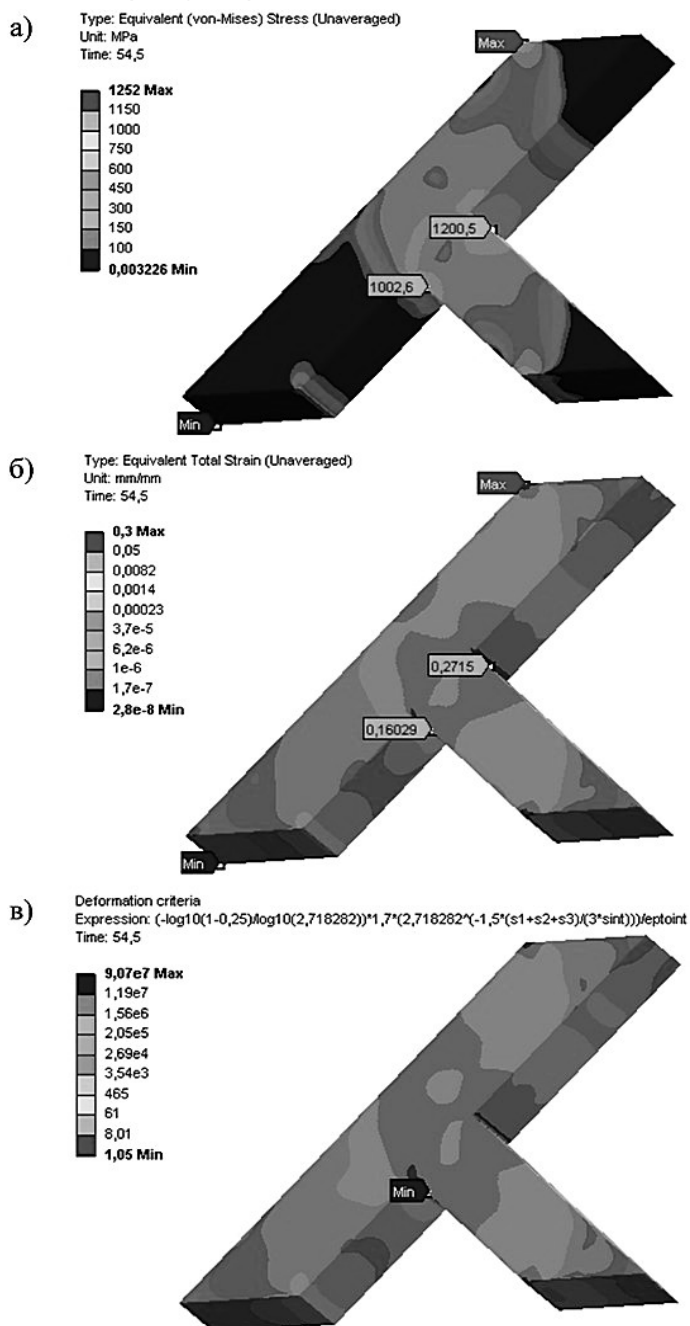 а)
Type: Equivalent (von-Mises) Stress (Unaveraged)
Unit: MPa
Time: 54,5
1252 Max
1150
1000
750
600
450
300
150
100
0,003226 Min
Max
1200,5
1002,6
Min
б)
Type: Equivalent Total Strain (Unaveraged)
Unit: mm/mm
Time: 54,5
0,3 Max
0,05
0,0082
0,0014
0,00023
3,7e-5
6,2e-6
1e-6
1,7e-7
2,8e-8 Min
Max
0,2715
0,16029
Min
в)
Deformation criteria
Expression: (-log10(1-0,25)/log10(2,718282))*1,7*(2,718282^(-1,5*(s1+s2+s3)/(3*sint)))/eptoint
Time: 54,5
9,07e7 Max
1,19e7
1,56e6
2,05e5
2,69e4
3,54e3
465
61
8,01
1,05 Min
Min